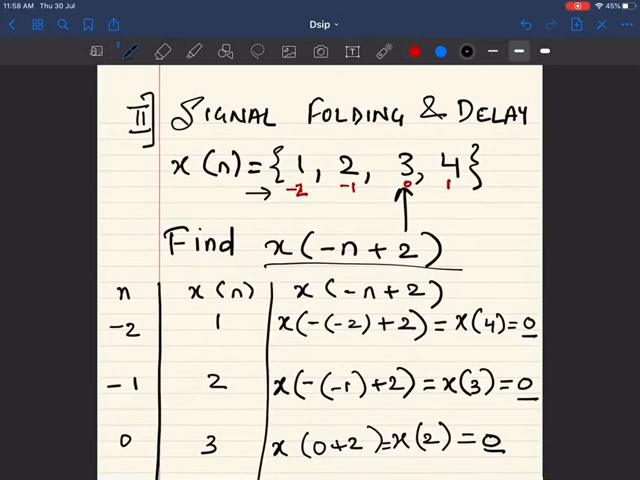 11:58 AM Thu 30 Jul 45%
Dsip
II] SIGNAL FOLDING & DELAY
x(n) = {1, 2, 3, 4}
→ -2 -1 0 1
Find x(-n+2)
n x(n) x(-n+2)
-2 1 x(-(-2)+2) = x(4) = 0
-1 2 x(-(-1)+2) = x(3) = 0
0 3 x(0+2) = x(2) = 0